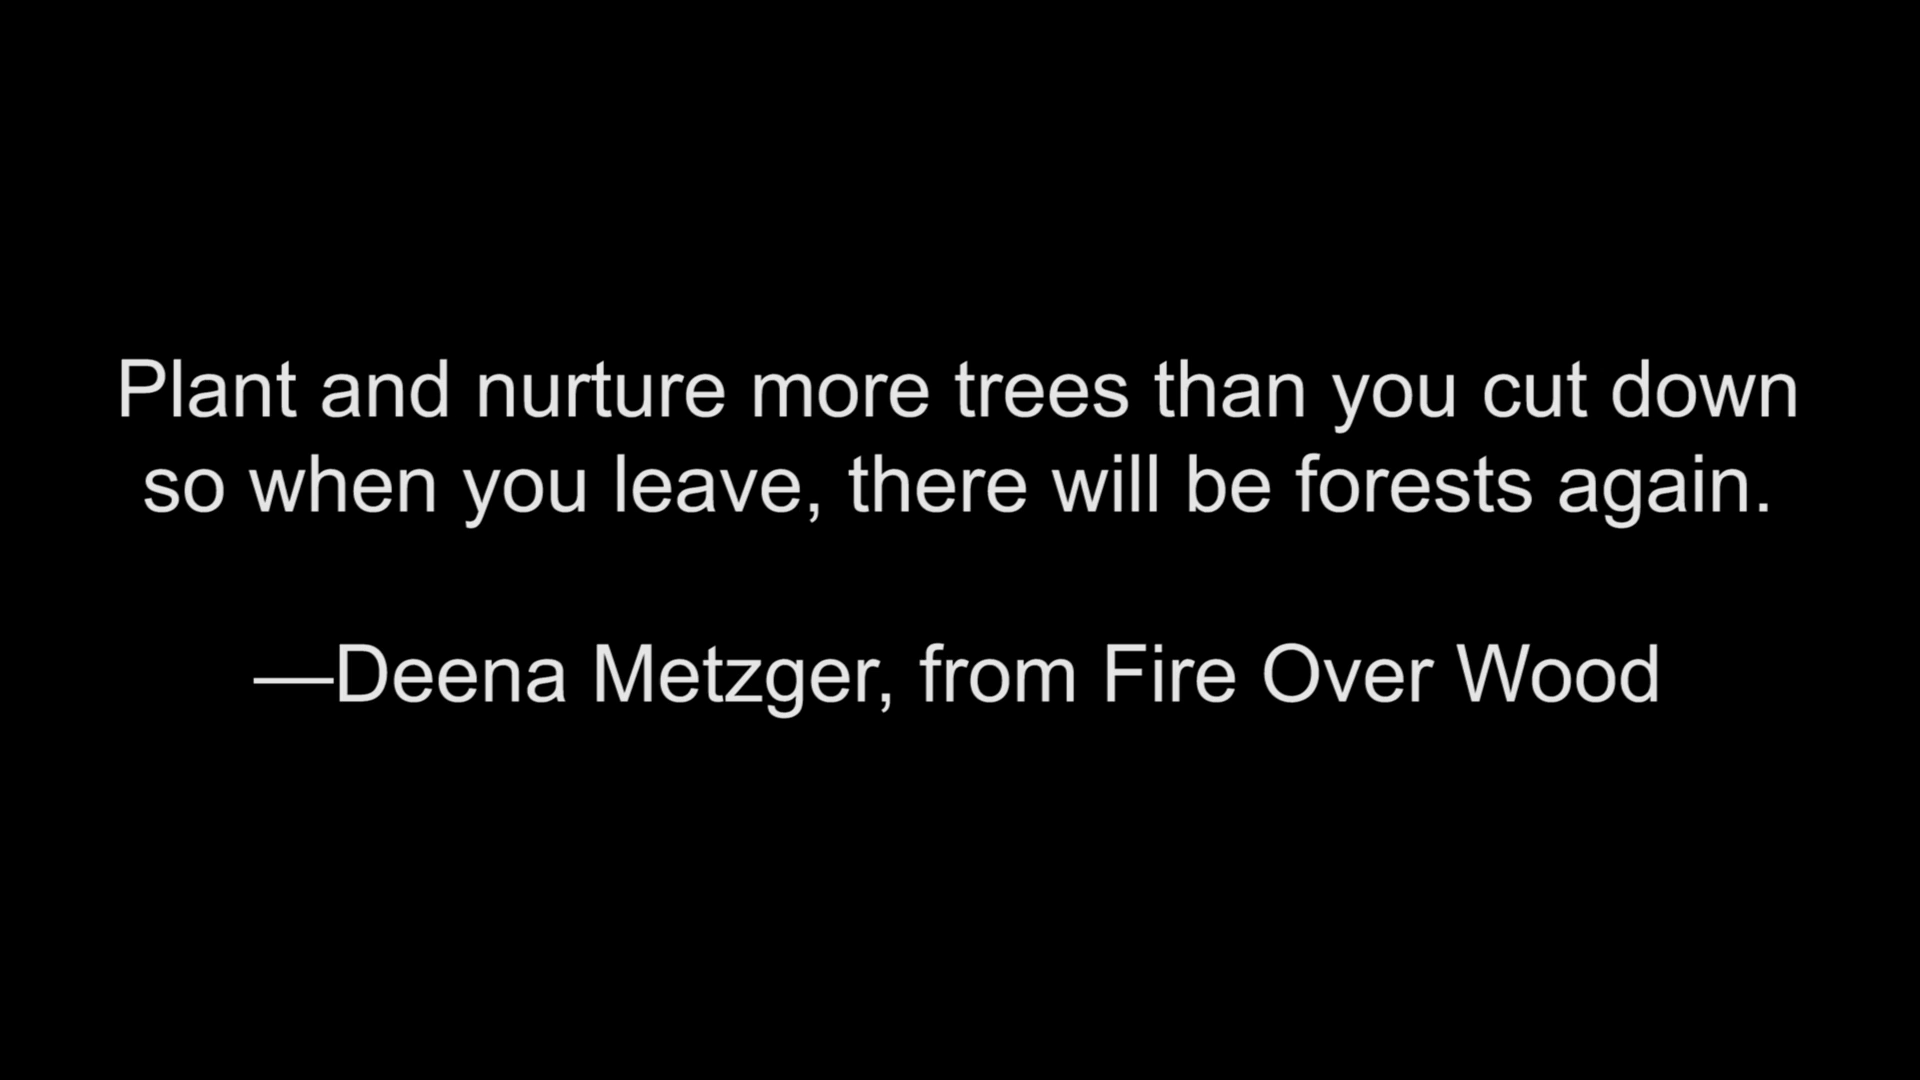 Plant and nurture more trees than you cut down
so when you leave, there will be forests again.
—Deena Metzger, from Fire Over Wood